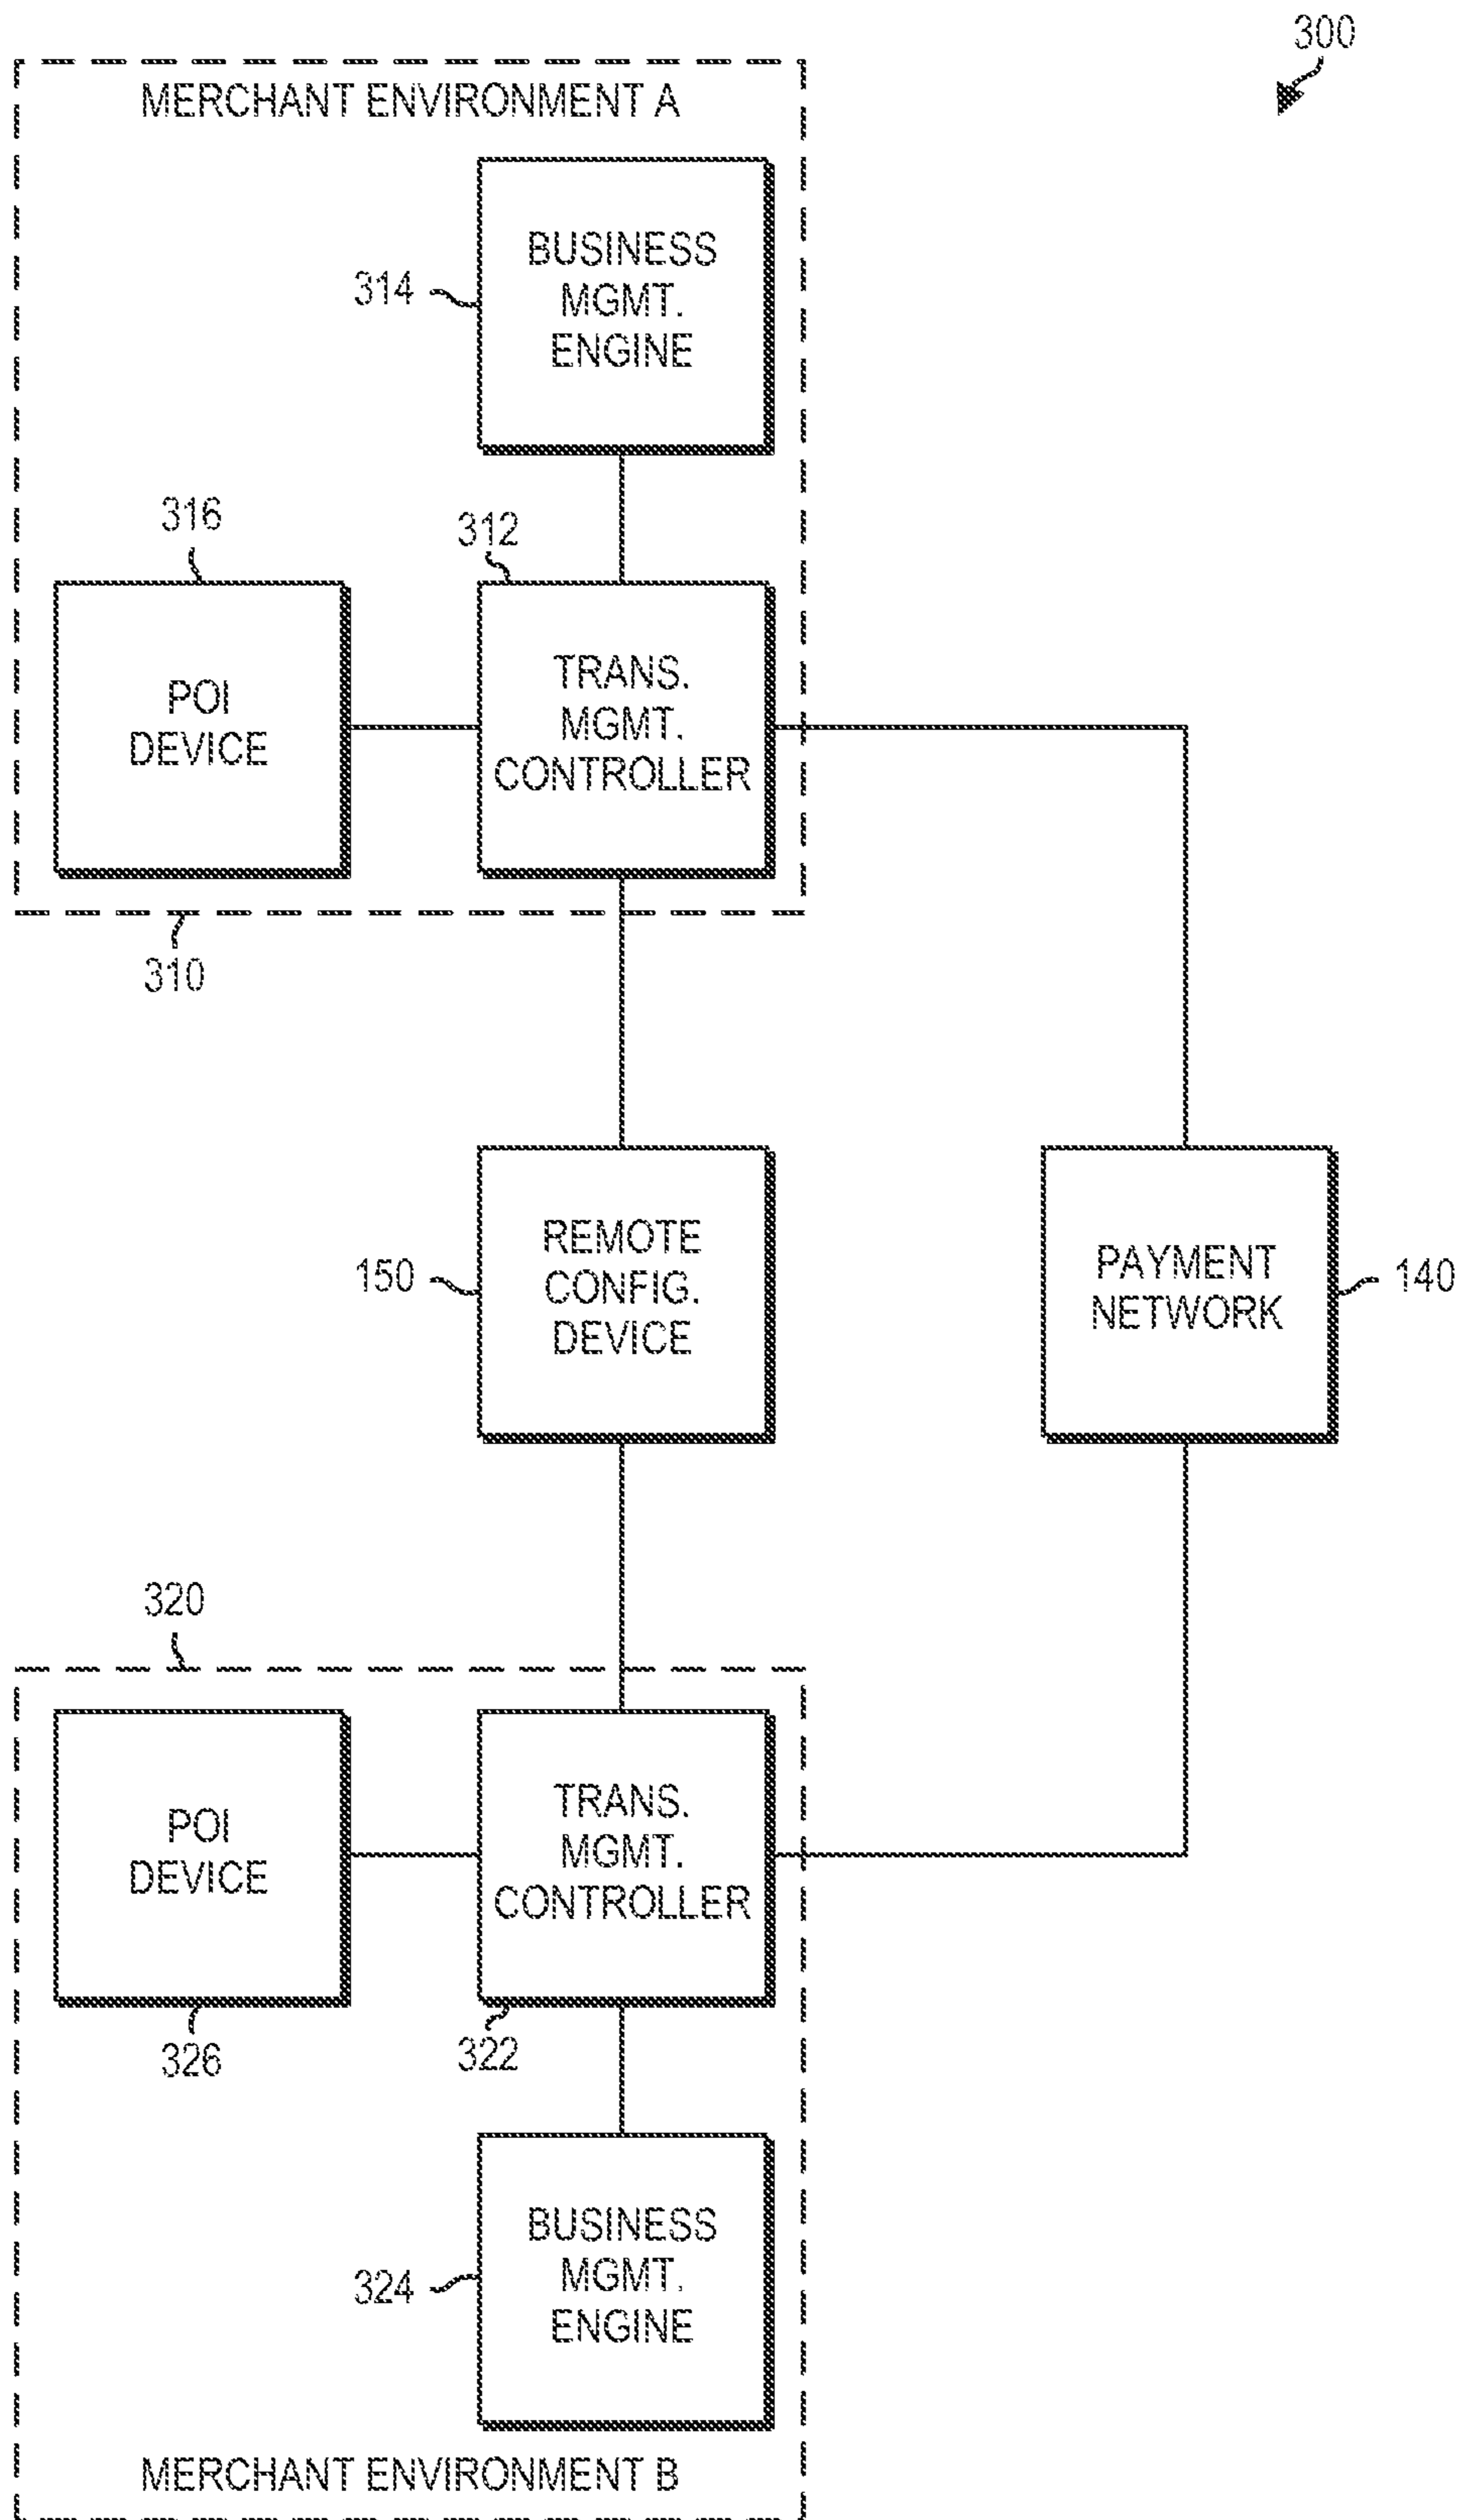 300
MERCHANT ENVIRONMENT A
BUSINESS
MGMT.
ENGINE
314
316
312
POI
DEVICE
TRANS.
MGMT.
CONTROLLER
310
REMOTE
CONFIG.
DEVICE
150
PAYMENT
NETWORK
140
320
POI
DEVICE
TRANS.
MGMT.
CONTROLLER
326
322
BUSINESS
MGMT.
ENGINE
324
MERCHANT ENVIRONMENT B